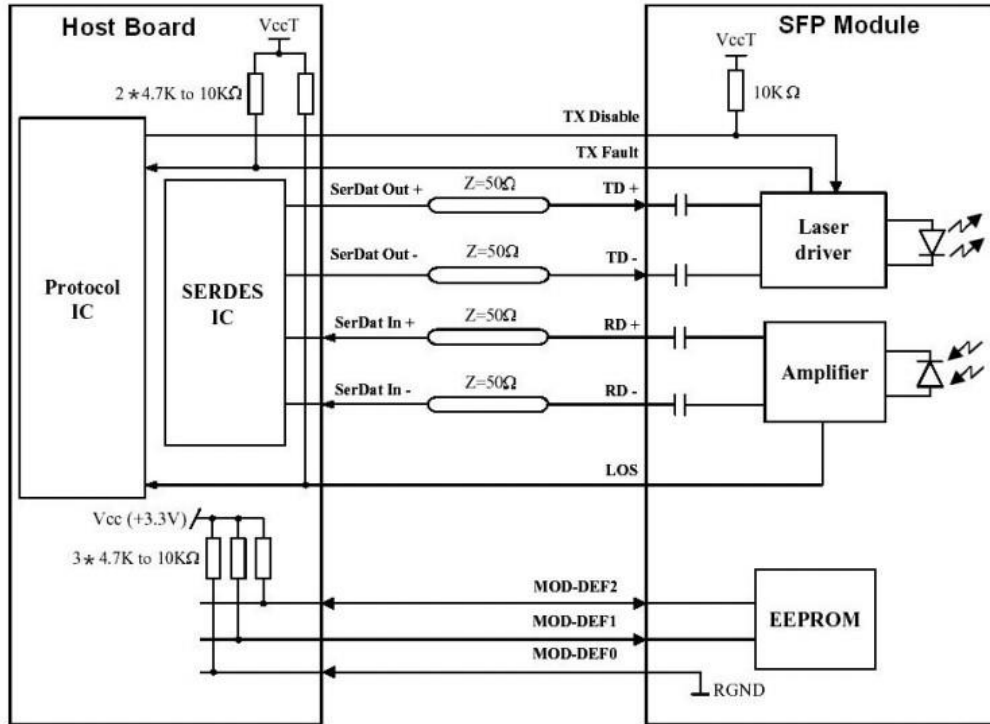 Host Board
SFP Module
VccT
VccT
2*4.7K to 10KΩ
10KΩ
TX Disable
TX Fault
SerDat Out +
Z=50Ω
TD +
SerDat Out -
Z=50Ω
TD -
Laser
driver
Protocol
IC
SERDES
IC
SerDat In +
Z=50Ω
RD +
SerDat In -
Z=50Ω
RD -
Amplifier
LOS
Vcc (+3.3V)
3*4.7K to 10KΩ
MOD-DEF2
MOD-DEF1
MOD-DEF0
EEPROM
RGND